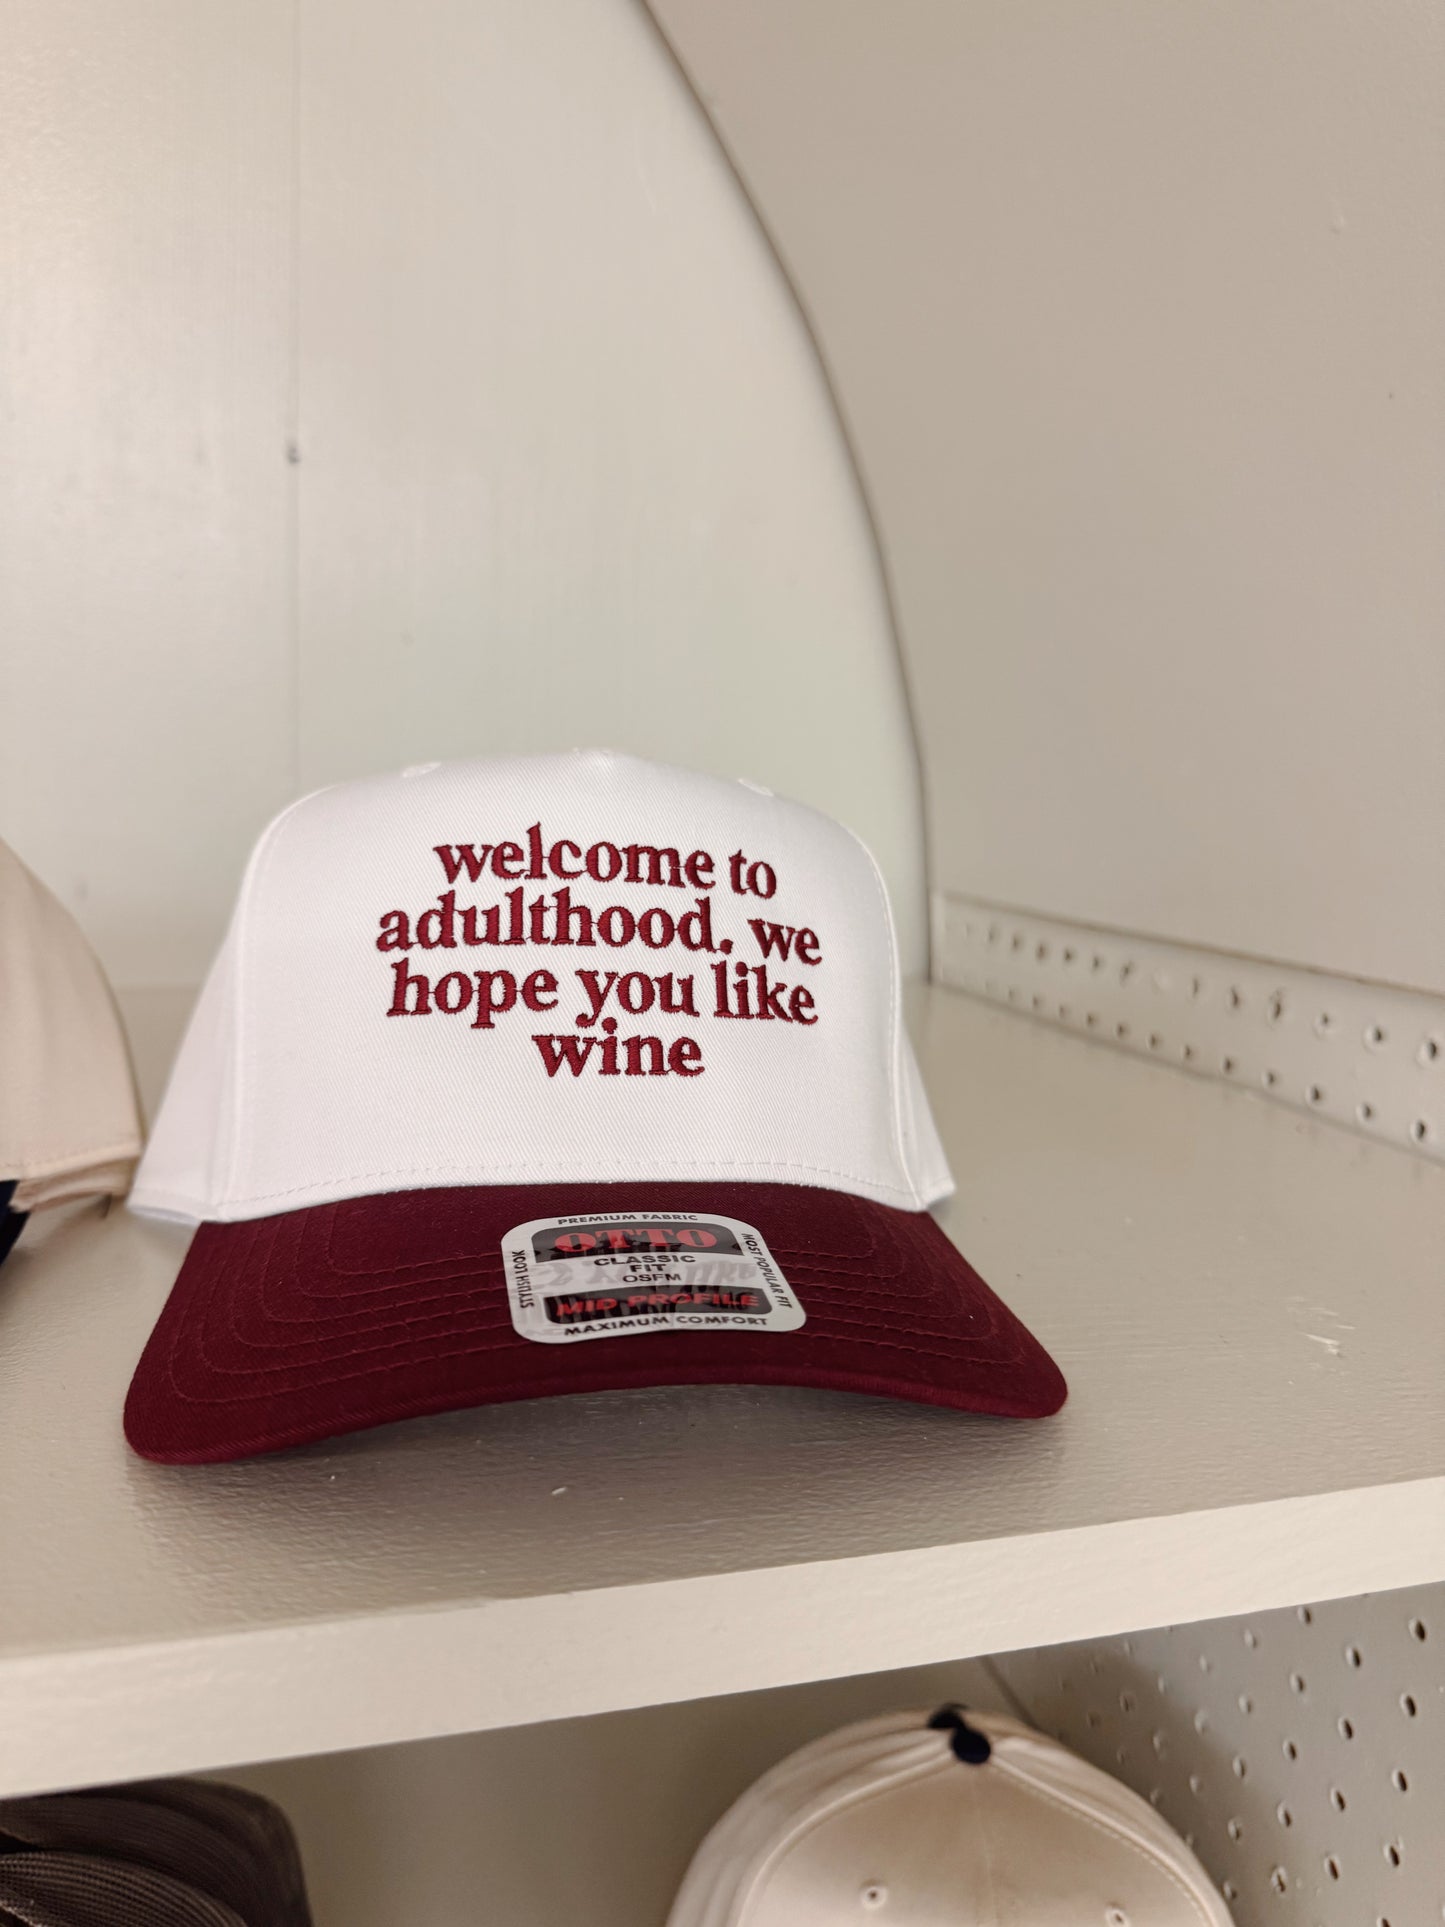 welcome to
adulthood. we
hope you like
wine
PREMIUM FABRIC
OTTO
CLASSIC
FIT
OSFM
MID PROFILE
MAXIMUM COMFORT
STYLISH LOOK
MOST POPULAR FIT